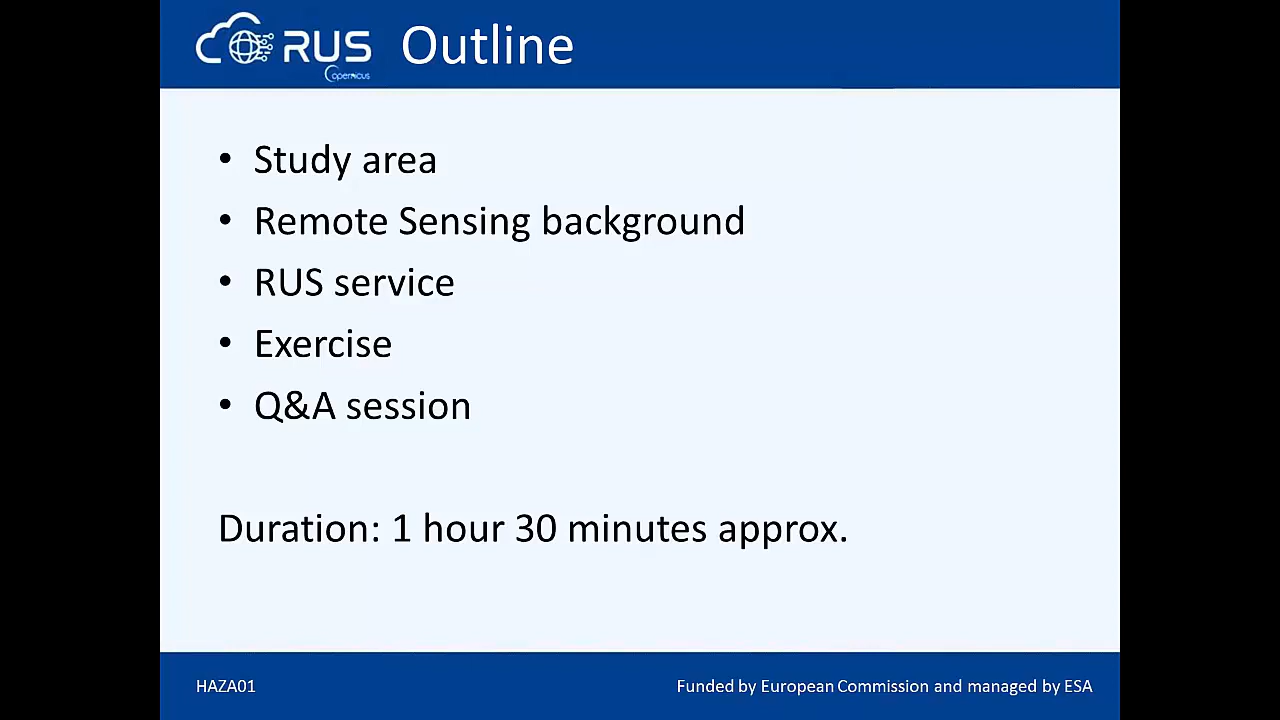 RUS
Copernicus
Outline
• Study area
• Remote Sensing background
• RUS service
• Exercise
• Q&A session
Duration: 1 hour 30 minutes approx.
HAZA01
Funded by European Commission and managed by ESA